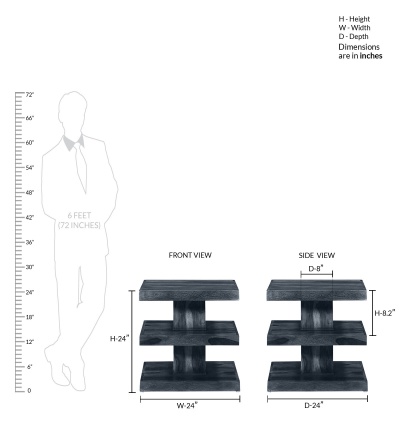 H - Height
W - Width
D - Depth
Dimensions
are in inches
72"
66"
60"
54"
48"
42"
36"
30"
24"
18"
12"
6"
0
6 FEET
(72 INCHES)
FRONT VIEW
H-24"
W-24"
SIDE VIEW
D-8"
H-8.2"
D-24"